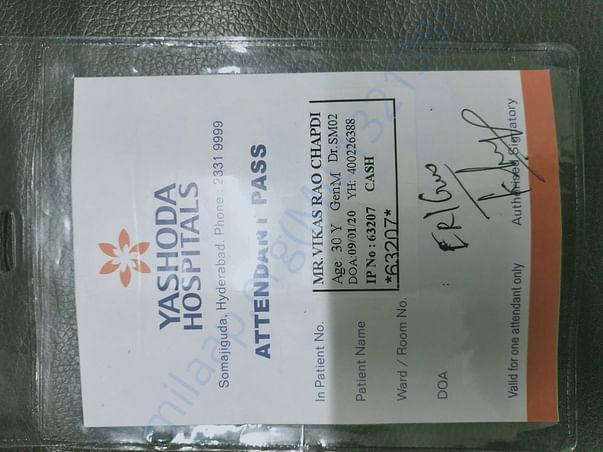 YASHODA
HOSPITALS
Somajiguda, Hyderabad. Phone : 2331 9999
ATTENDANT PASS
In Patient No.
Patient Name
Ward / Room No.
DOA :
MR.VIKAS RAO CHAPDI
Age: 30 Y GenM Dr. SM02
DOA:09/01/20 YH: 400226388
IP No : 63207 CASH
*63207*
Valid for one attendant only Authorised Signatory